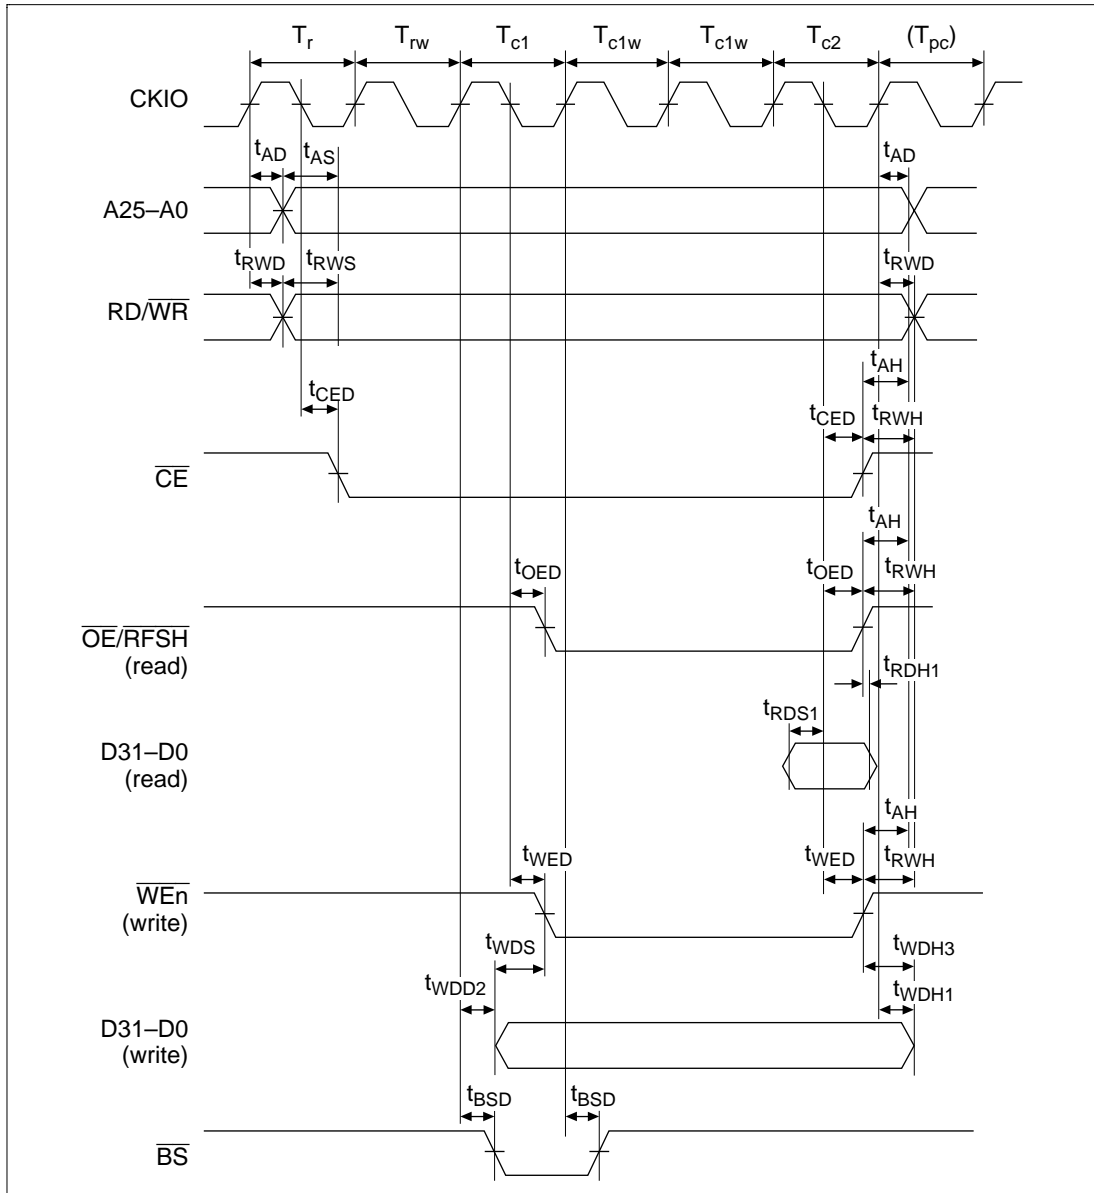 Tr Trw Tc1 Tc1w Tc1w Tc2 (Tpc)
CKIO
tAD tAS tAD
A25–A0
tRWD tRWS tRWD
RD/WR
tAH
tCED tCED tRWH
CE
tAH
tOED tOED tRWH
OE/RFSH
(read)
tRDH1
tRDS1
D31–D0
(read)
tAH
tWED tWED tRWH
WEn
(write)
tWDS tWDH3
tWDD2 tWDH1
D31–D0
(write)
tBSD tBSD
BS